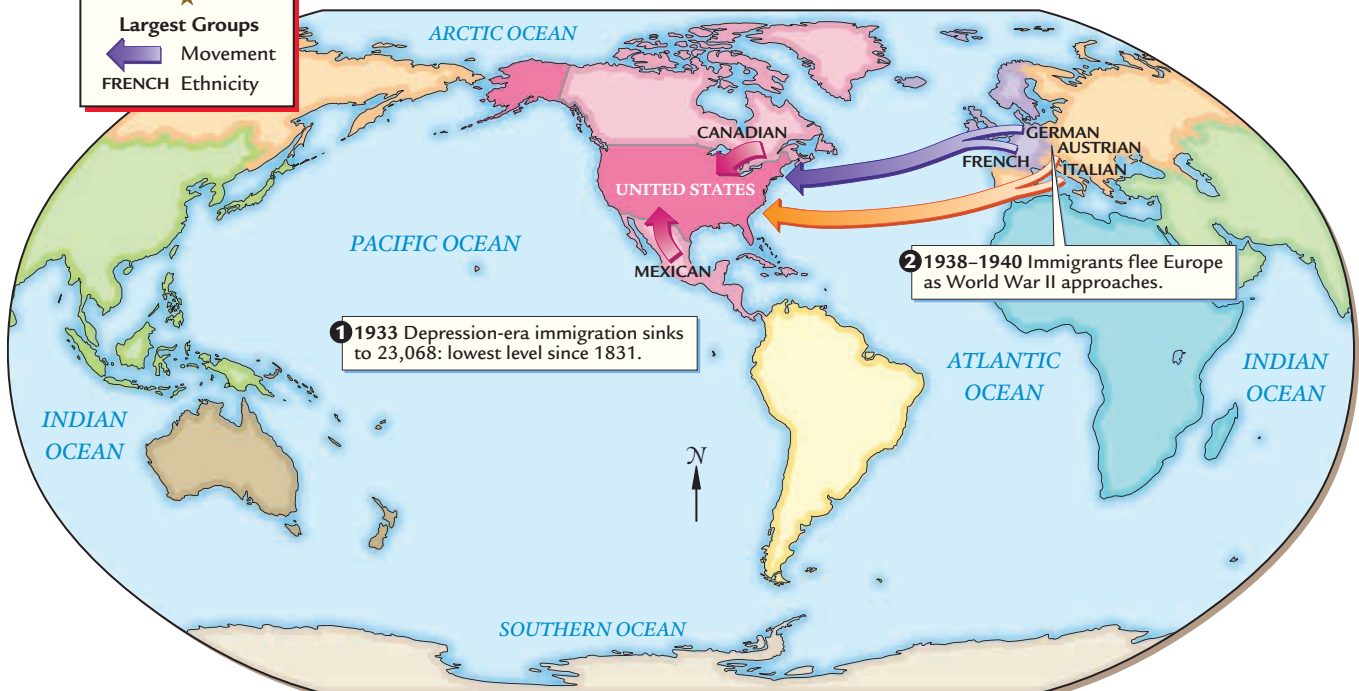 Largest Groups
Movement
FRENCH Ethnicity
ARCTIC OCEAN
CANADIAN
GERMAN
AUSTRIAN
FRENCH
ITALIAN
UNITED STATES
PACIFIC OCEAN
MEXICAN
2 1938–1940 Immigrants flee Europe
as World War II approaches.
1 1933 Depression-era immigration sinks
to 23,068: lowest level since 1831.
ATLANTIC
OCEAN
INDIAN
OCEAN
INDIAN
OCEAN
N
SOUTHERN OCEAN